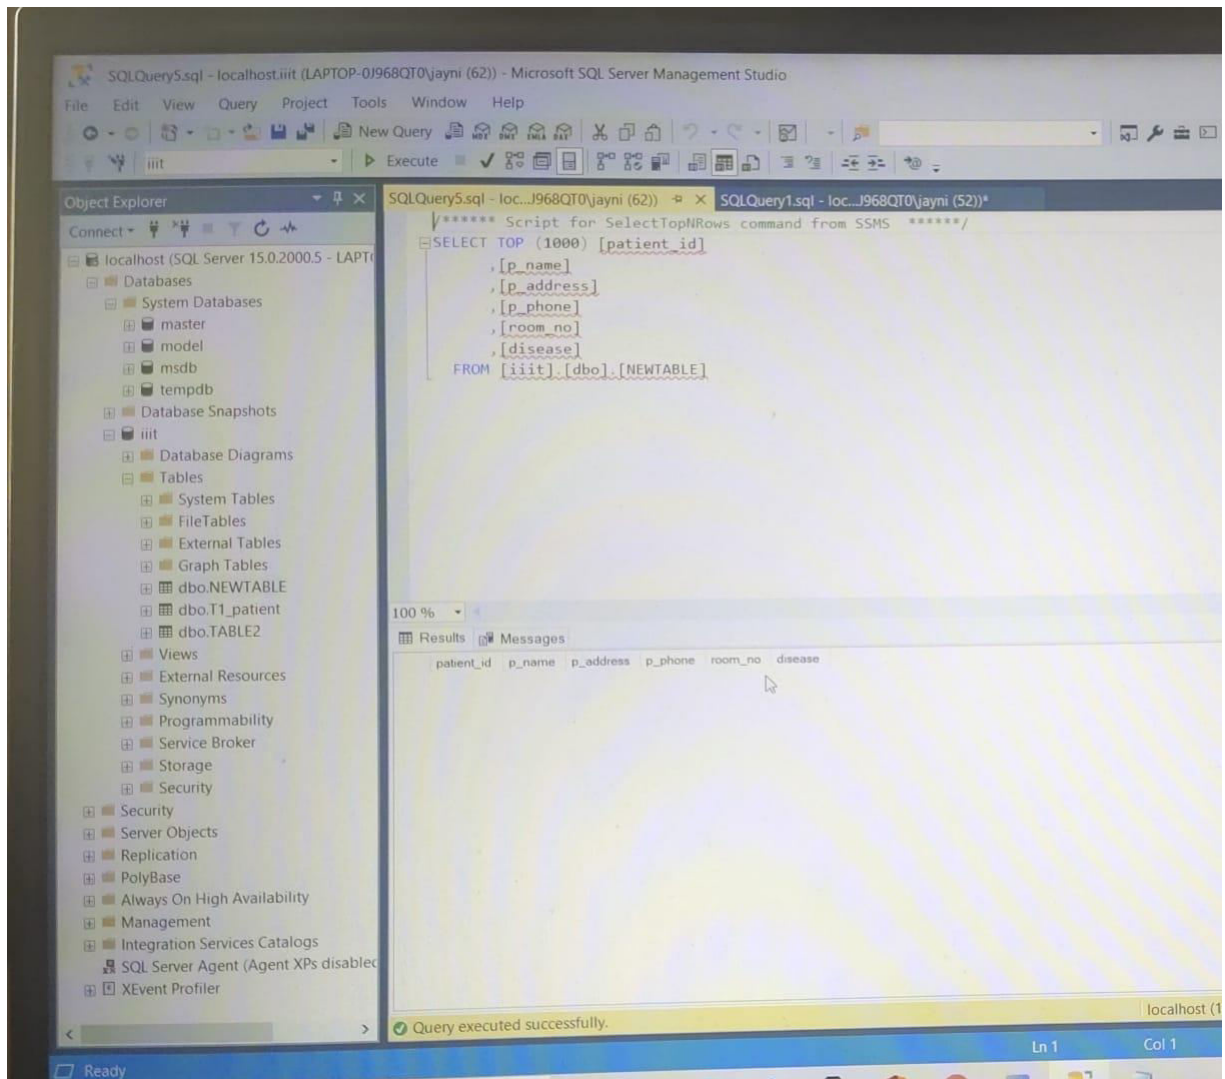 SQLQuery5.sql - localhost.iiit (LAPTOP-0J968QT0\jayni (62)) - Microsoft SQL Server Management Studio
File Edit View Query Project Tools Window Help
New Query
iiit
Execute
Object Explorer
Connect
localhost (SQL Server 15.0.2000.5 - LAPT
Databases
System Databases
master
model
msdb
tempdb
Database Snapshots
iiit
Database Diagrams
Tables
System Tables
FileTables
External Tables
Graph Tables
dbo.NEWTABLE
dbo.T1_patient
dbo.TABLE2
Views
External Resources
Synonyms
Programmability
Service Broker
Storage
Security
Security
Server Objects
Replication
PolyBase
Always On High Availability
Management
Integration Services Catalogs
SQL Server Agent (Agent XPs disabled
XEvent Profiler
SQLQuery5.sql - loc...J968QT0\jayni (62)) SQLQuery1.sql - loc...J968QT0\jayni (52))*
/****** Script for SelectTopNRows command from SSMS ******/
SELECT TOP (1000) [patient_id]
,[p_name]
,[p_address]
,[p_phone]
,[room_no]
,[disease]
FROM [iiit].[dbo].[NEWTABLE]
100 %
Results Messages
patient_id p_name p_address p_phone room_no disease
Query executed successfully.
localhost (1
Ready
Ln 1 Col 1